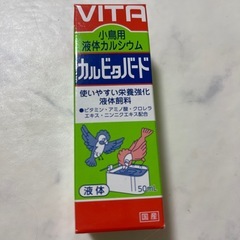 VITA
小鳥用
液体カルシウム
カルビタバード
使いやすい栄養強化
液体飼料
●ビタミン・アミノ酸・クロレラ
エキス・ニンニクエキス配合
液体
50mL
国産